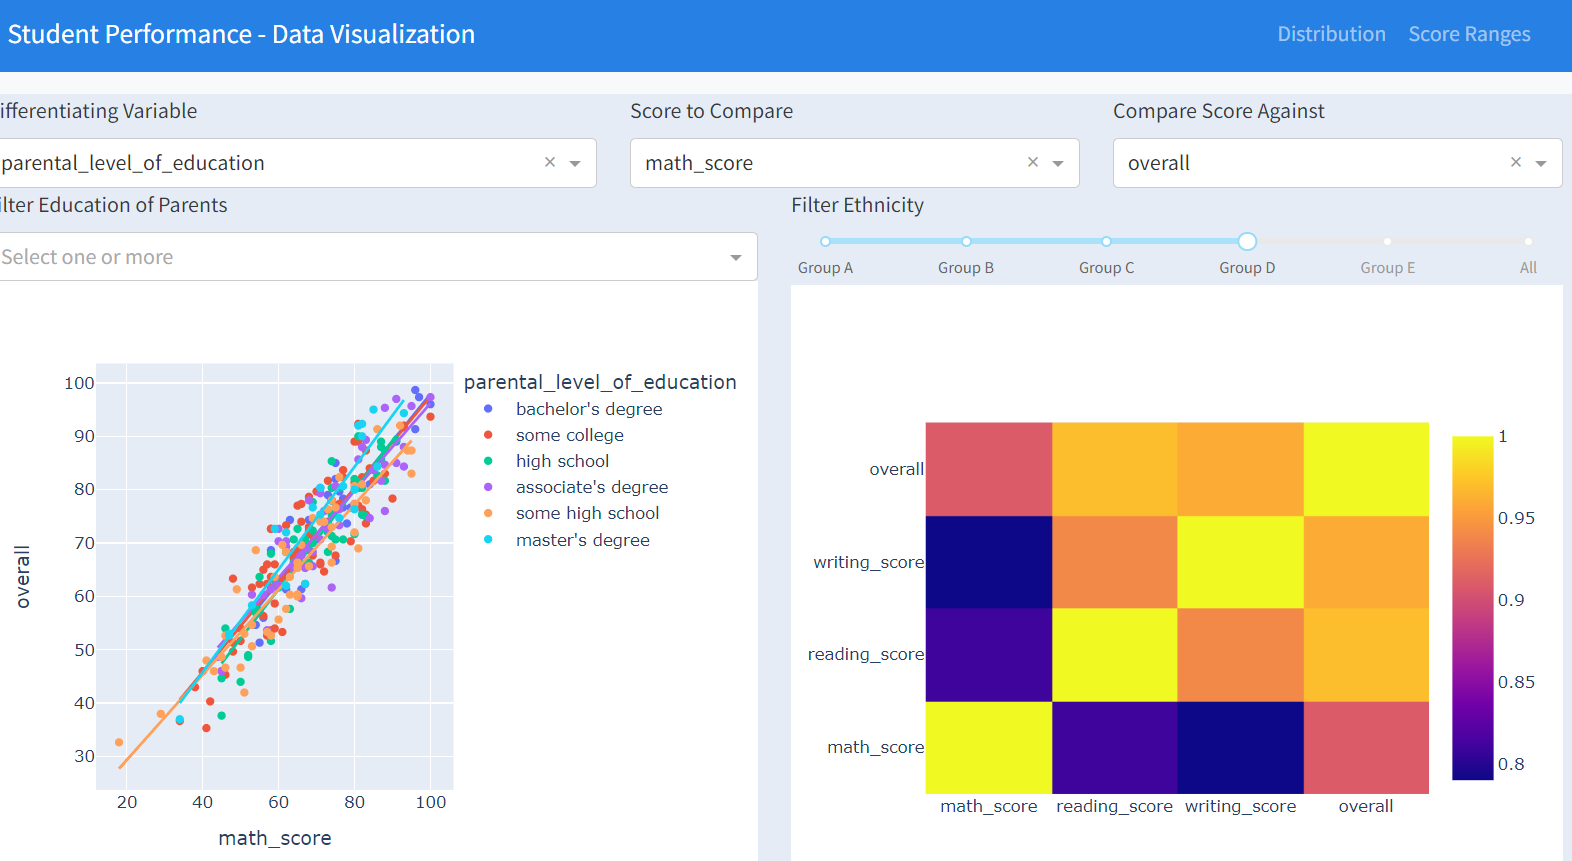 Student Performance - Data Visualization
Distribution
Score Ranges
ifferentiating Variable
Score to Compare
Compare Score Against
parental_level_of_education
math_score
overall
ilter Education of Parents
Filter Ethnicity
Select one or more
Group A
Group B
Group C
Group D
Group E
All
parental_level_of_education
bachelor's degree
some college
high school
associate's degree
some high school
master's degree
100
90
80
70
60
50
40
30
overall
20
40
60
80
100
math_score
overall
writing_score
reading_score
math_score
math_score
reading_score
writing_score
overall
1
0.95
0.9
0.85
0.8